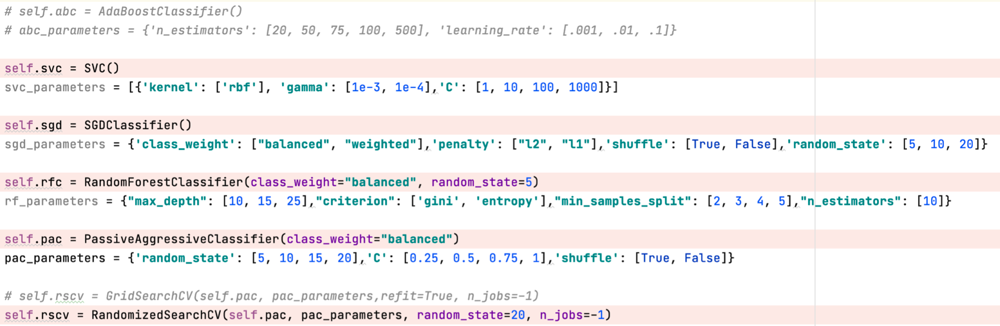 # self.abc = AdaBoostClassifier()
# abc_parameters = {'n_estimators': [20, 50, 75, 100, 500], 'learning_rate': [.001, .01, .1]}
self.svc = SVC()
svc_parameters = [{'kernel': ['rbf'], 'gamma': [1e-3, 1e-4],'C': [1, 10, 100, 1000]}]
self.sgd = SGDClassifier()
sgd_parameters = {'class_weight': ["balanced", "weighted"],'penalty': ["l2", "l1"],'shuffle': [True, False],'random_state': [5, 10, 20]}
self.rfc = RandomForestClassifier(class_weight="balanced", random_state=5)
rf_parameters = {"max_depth": [10, 15, 25],"criterion": ['gini', 'entropy'],"min_samples_split": [2, 3, 4, 5],"n_estimators": [10]}
self.pac = PassiveAggressiveClassifier(class_weight="balanced")
pac_parameters = {'random_state': [5, 10, 15, 20],'C': [0.25, 0.5, 0.75, 1],'shuffle': [True, False]}
# self.rscv = GridSearchCV(self.pac, pac_parameters,refit=True, n_jobs=-1)
self.rscv = RandomizedSearchCV(self.pac, pac_parameters, random_state=20, n_jobs=-1)